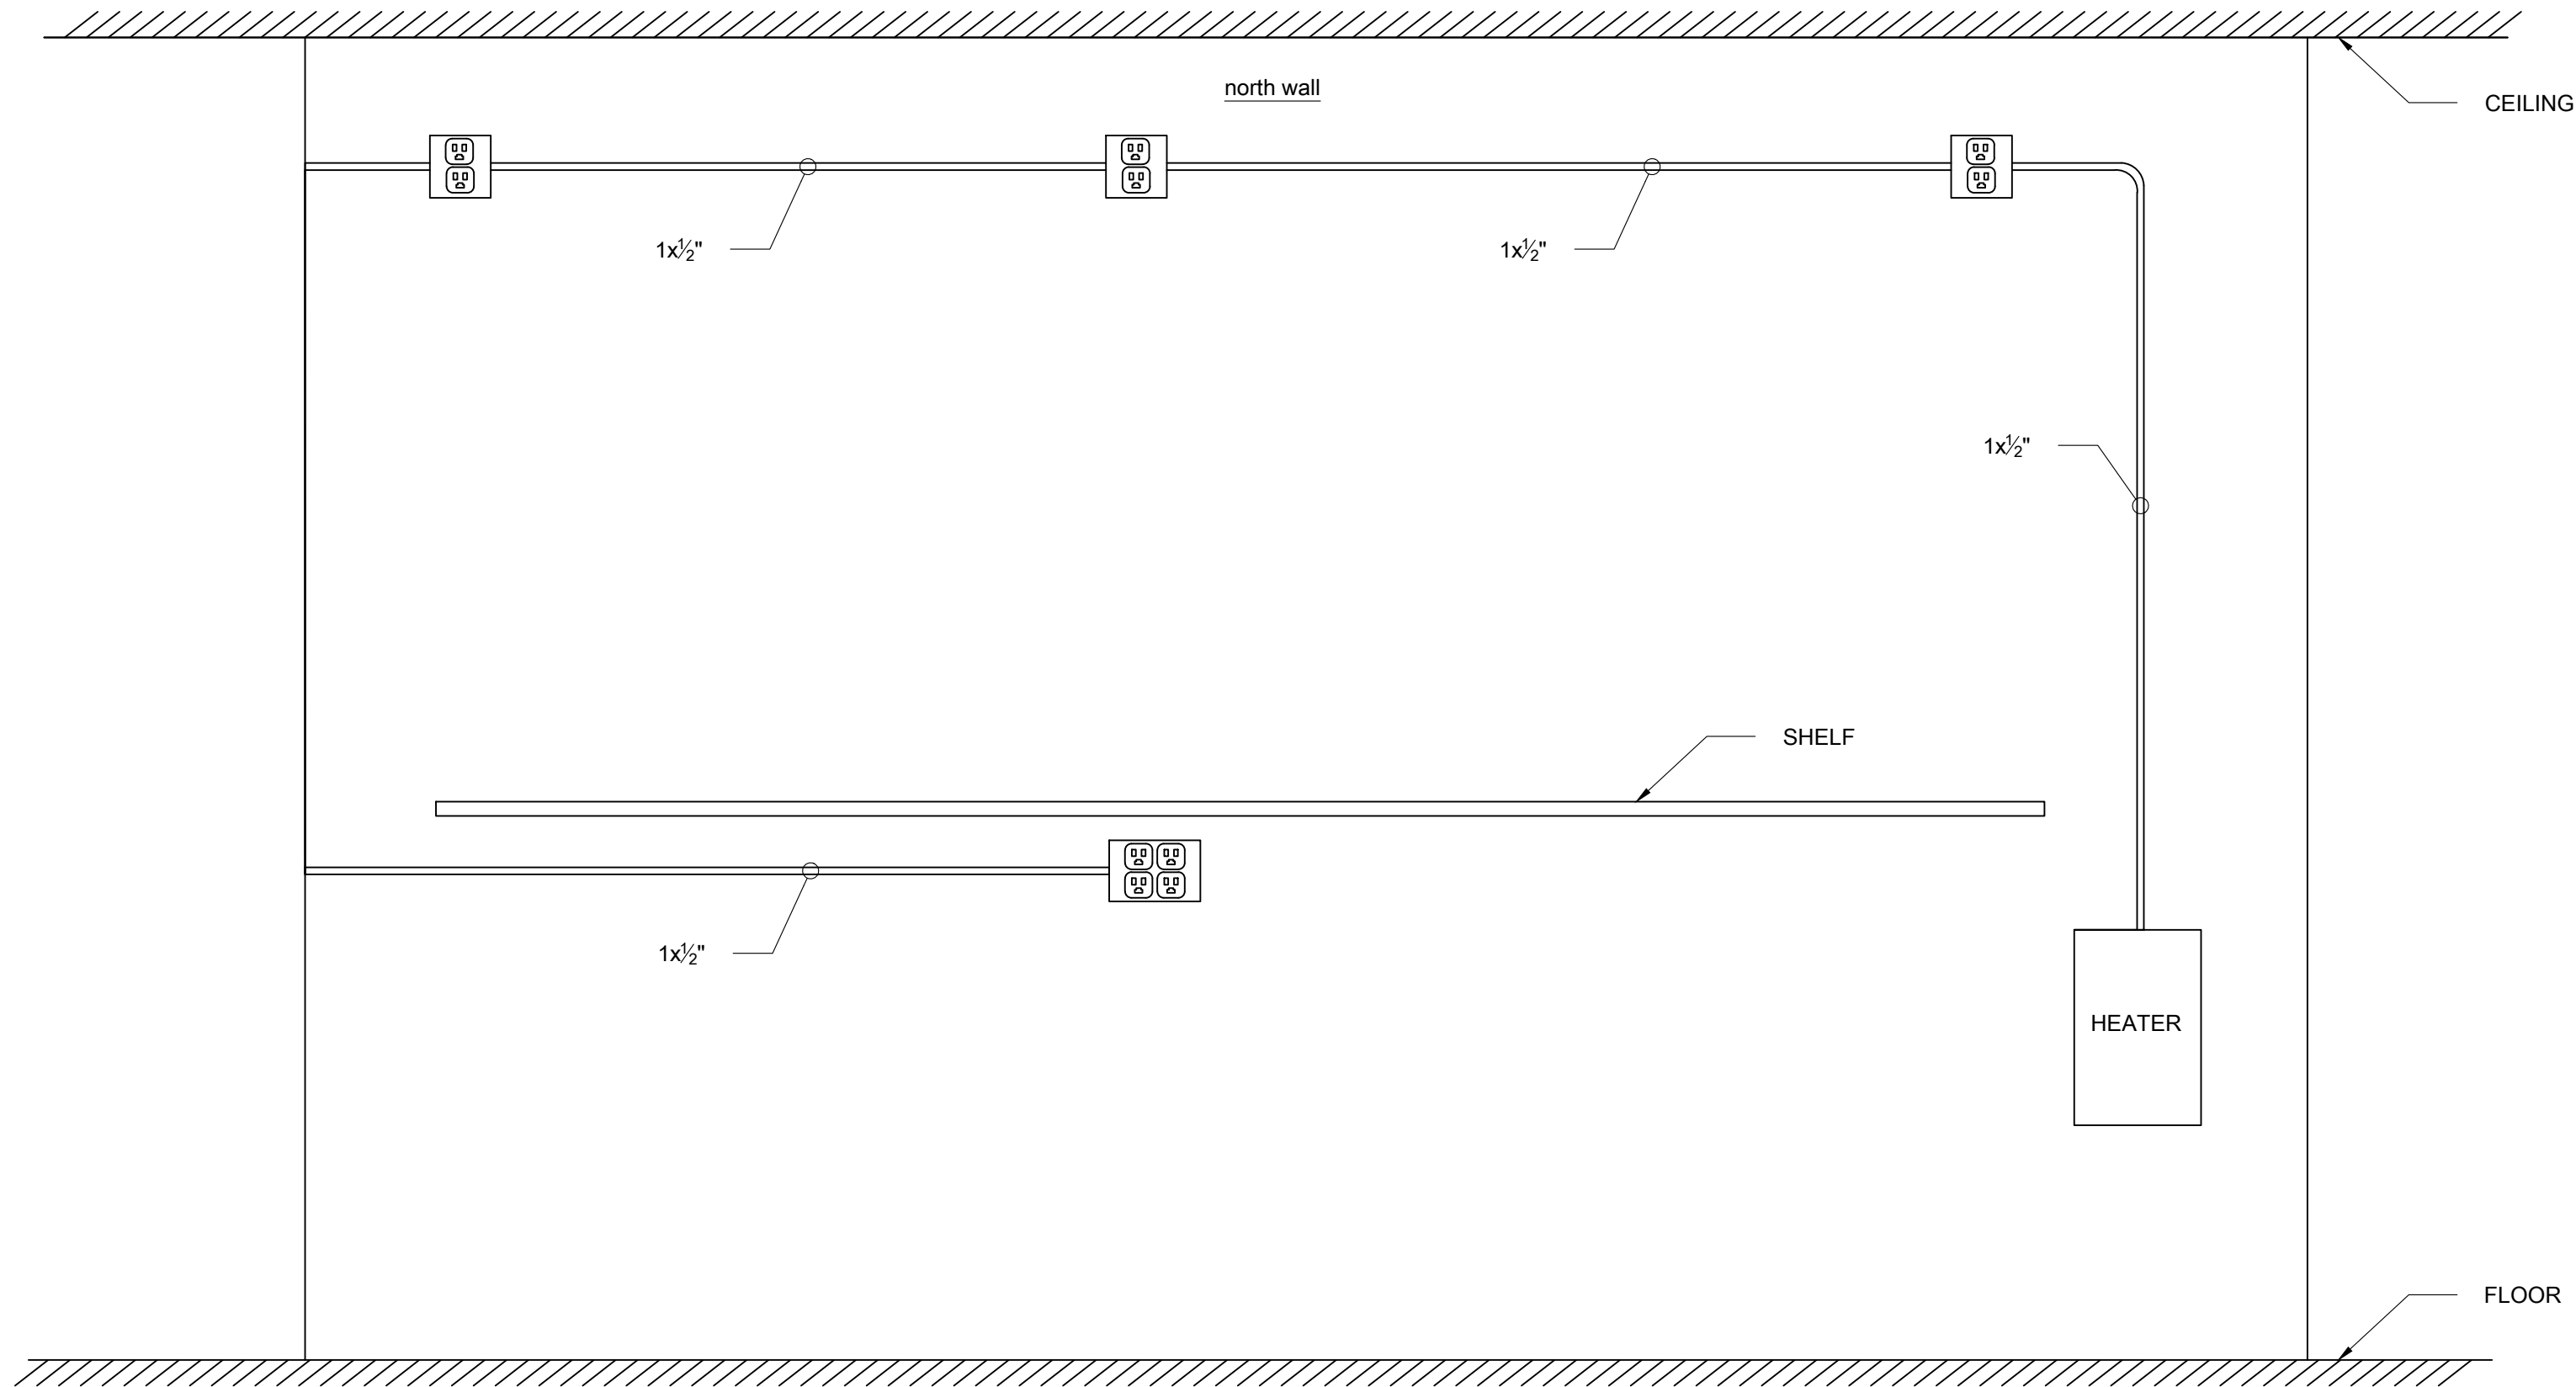 north wall
CEILING
1x½"
1x½"
1x½"
SHELF
1x½"
HEATER
FLOOR